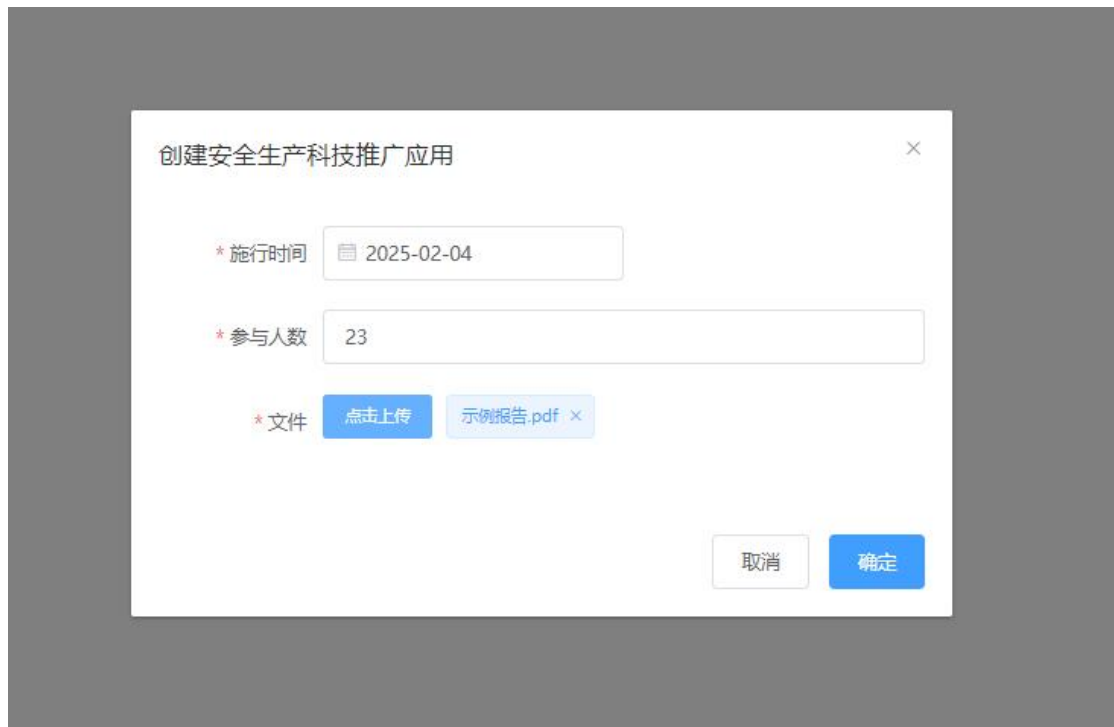 创建安全生产科技推广应用 ×
* 施行时间 2025-02-04
* 参与人数 23
* 文件 点击上传 示例报告.pdf ×
取消 确定